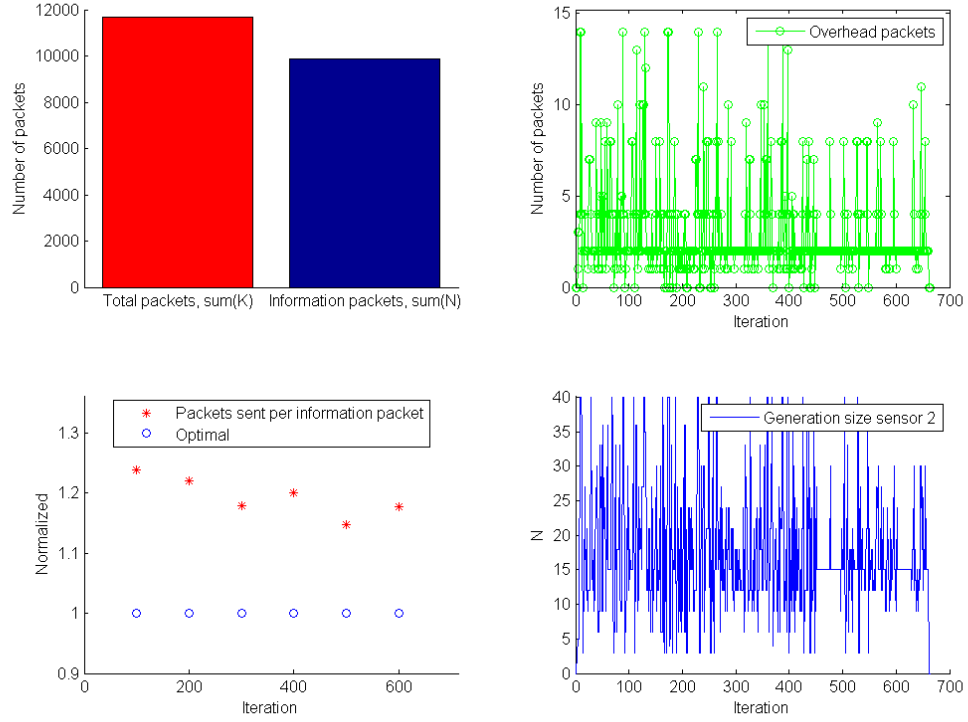 12000
10000
8000
6000
4000
2000
0
Number of packets
Total packets, sum(K)
Information packets, sum(N)
15
10
5
0
Number of packets
Overhead packets
0 100 200 300 400 500 600 700
Iteration
1.3
1.2
1.1
1
0.9
Normalized
Packets sent per information packet
Optimal
0 200 400 600
Iteration
40
35
30
25
20
15
10
5
0
N
Generation size sensor 2
0 100 200 300 400 500 600 700
Iteration